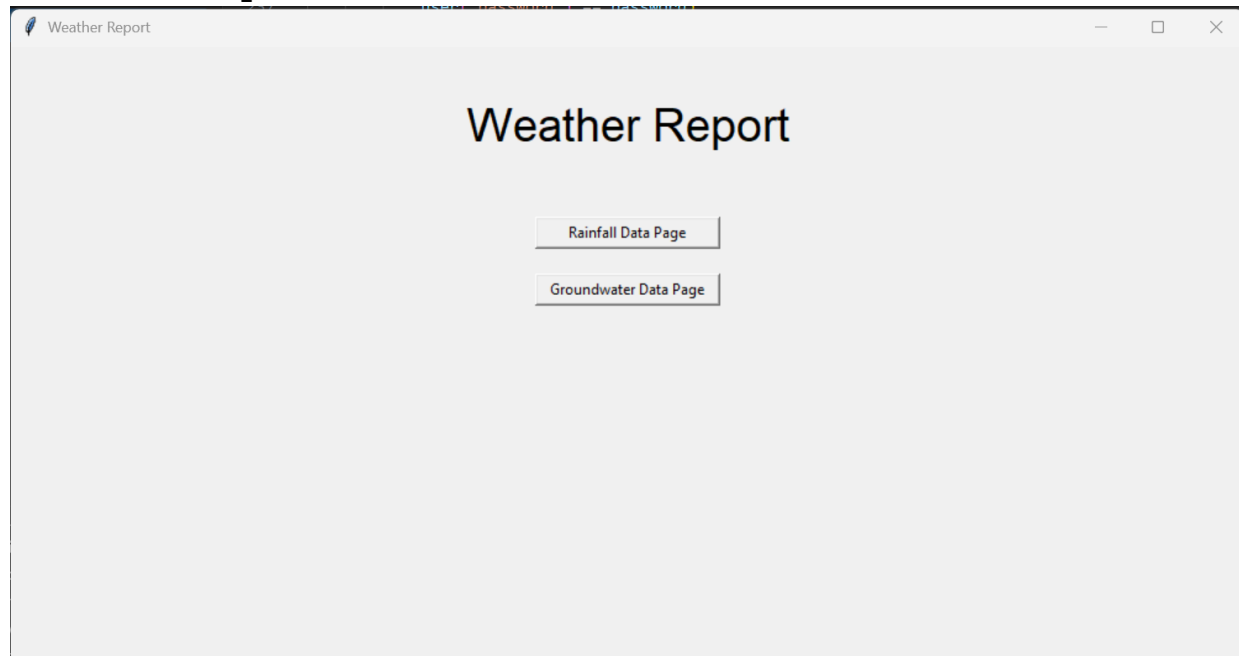 Weather Report
Weather Report
Rainfall Data Page
Groundwater Data Page